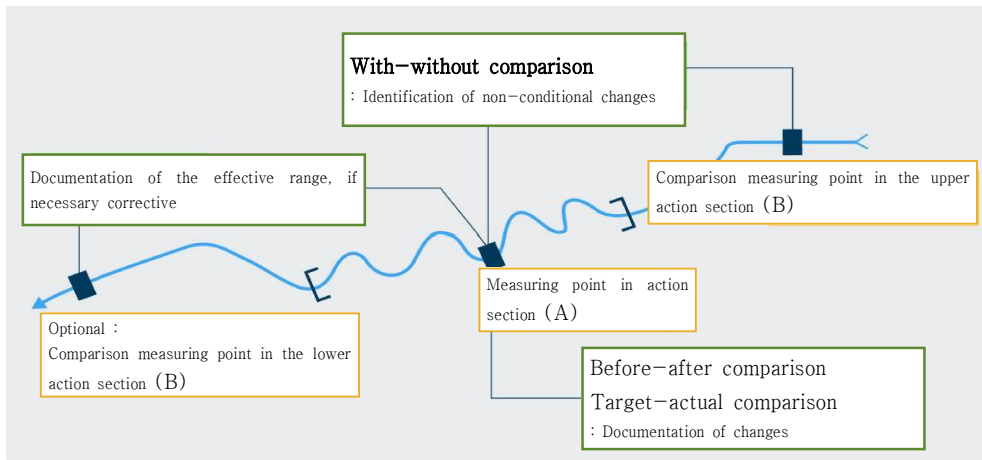 With-without comparison
: Identification of non-conditional changes
Documentation of the effective range, if
necessary corrective
Comparison measuring point in the upper
action section (B)
Measuring point in action
section (A)
Optional :
Comparison measuring point in the lower
action section (B)
Before-after comparison
Target-actual comparison
: Documentation of changes